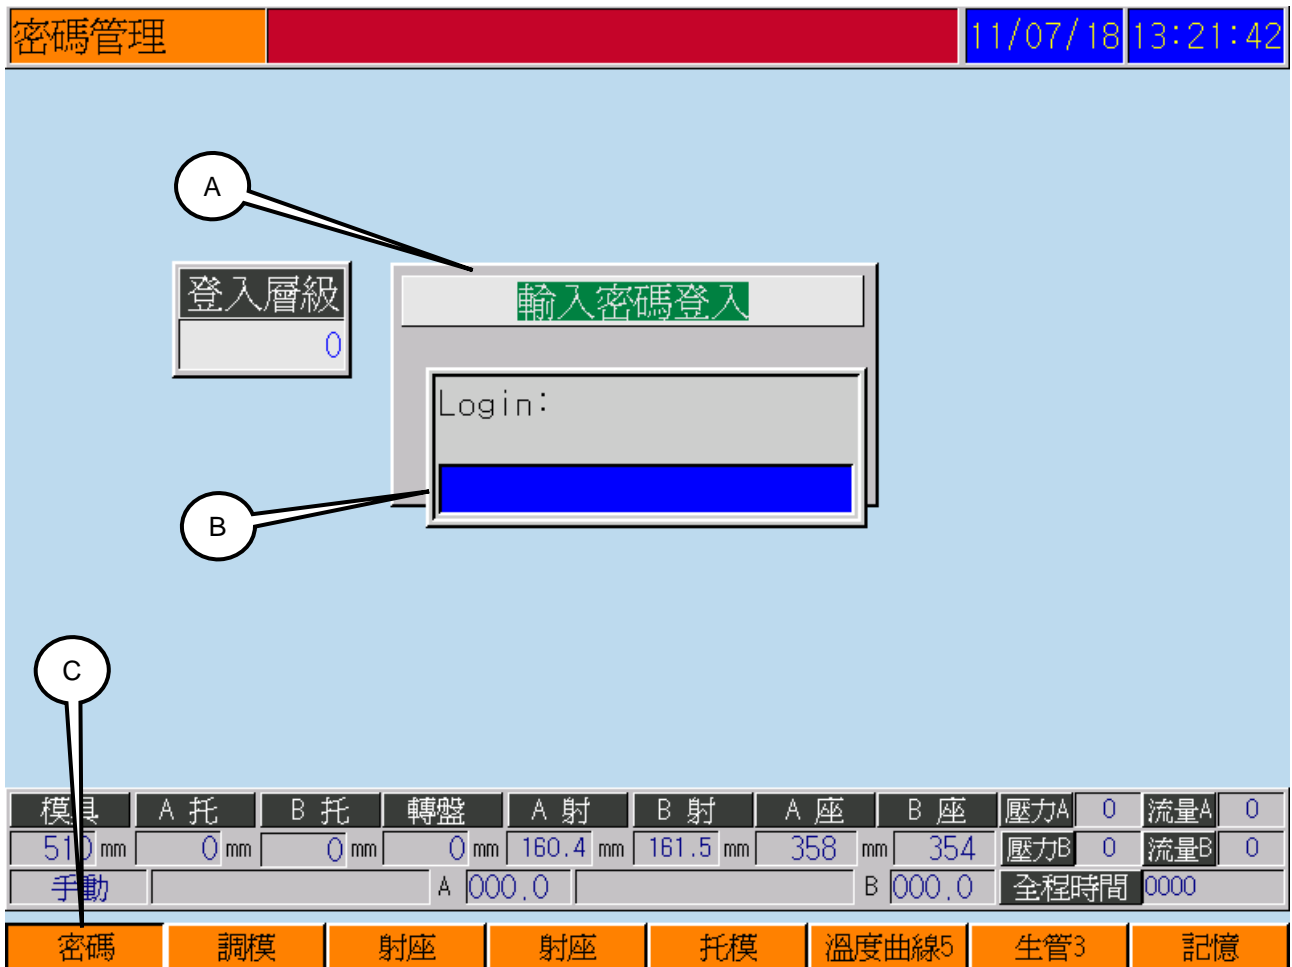 密碼管理 11/07/18 13:21:42
A
登入層級
0
輸入密碼登入
Login:
B
C
模具 A 托 B 托 轉盤 A 射 B 射 A 座 B 座 壓力A 0 流量A 0
510 mm 0 mm 0 mm 0 mm 160.4 mm 161.5 mm 358 mm 354 壓力B 0 流量B 0
手動 A 000.0 B 000.0 全程時間 0000
密碼 調模 射座 射座 托模 溫度曲線5 生管3 記憶